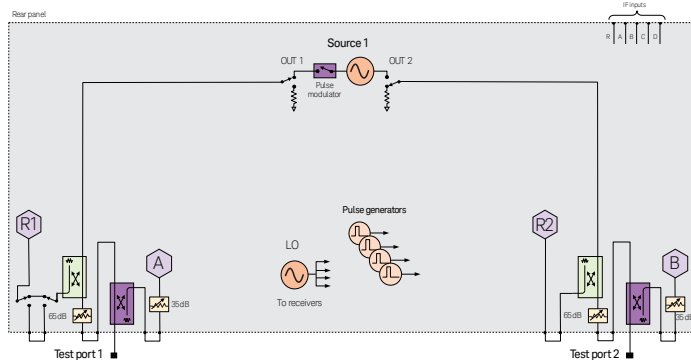 IF inputs
Rear panel
R A B C D
Source 1
OUT 1
OUT 2
Pulse
modulator
R1
A
R2
B
Pulse generators
LO
To receivers
65dB
35dB
65dB
35dB
Test port 1
Test port 2